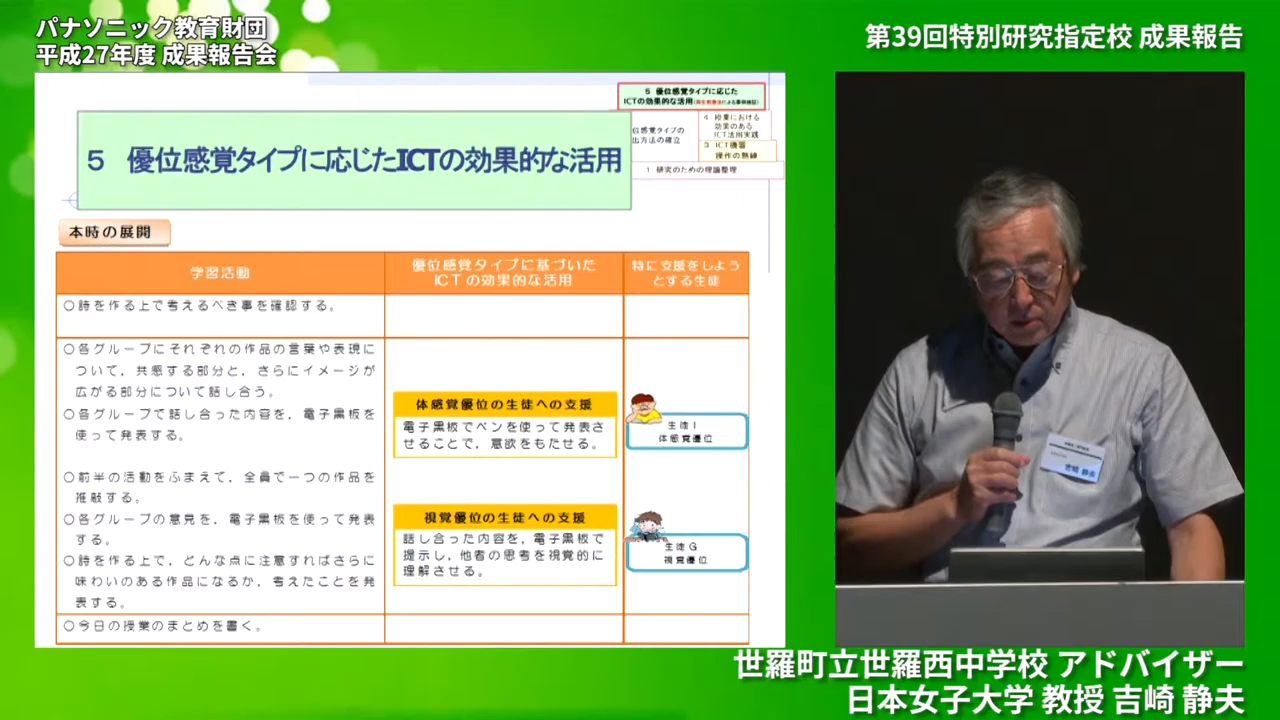 パナソニック教育財団
平成27年度 成果報告会
第39回特別研究指定校 成果報告
5 優位感覚タイプに応じた
ICTの効果的な活用
位感覚タイプの
出方法の確立
4 授業における
効果のある
ICT活用実践
3 ICT機器
操作の熟練
1 研究のための理論整理
5 優位感覚タイプに応じたICTの効果的な活用
本時の展開
学習活動
優位感覚タイプに基づいた
ICTの効果的な活用
特に支援をしよう
とする生徒
○詩を作る上で考えるべき事を確認する。
○各グループにそれぞれの作品の言葉や表現に
ついて，共感する部分と，さらにイメージが
広がる部分について話し合う。
○各グループで話し合った内容を，電子黒板を
使って発表する。
体感覚優位の生徒への支援
電子黒板でペンを使って発表さ
せることで，意欲をもたせる。
生徒I
体感覚優位
○前半の活動をふまえて，全員で一つの作品を
推敲する。
○各グループの意見を，電子黒板を使って発表
する。
○詩を作る上で，どんな点に注意すればさらに
味わいのある作品になるか，考えたことを発
表する。
視覚優位の生徒への支援
話し合った内容を，電子黒板で
提示し，他者の思考を視覚的に
理解させる。
生徒G
視覚優位
○今日の授業のまとめを書く。
吉崎 静夫
世羅町立世羅西中学校 アドバイザー
日本女子大学 教授 吉崎 静夫